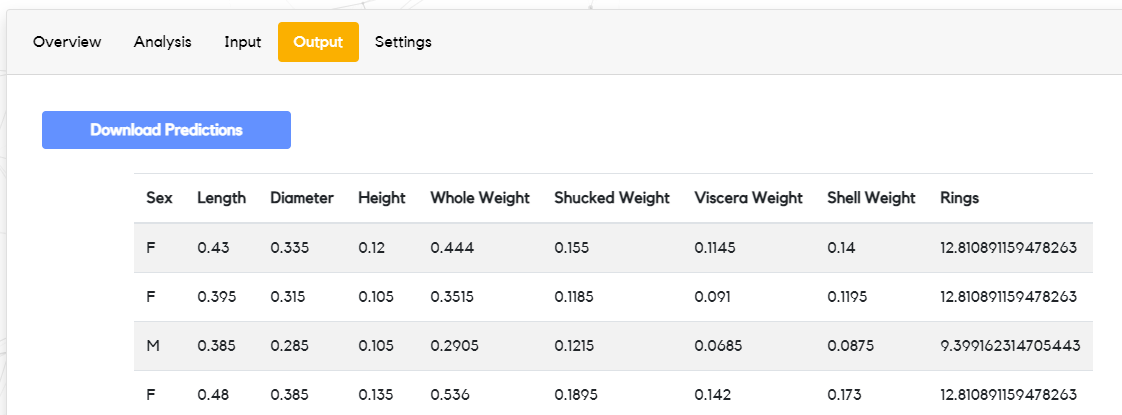 Overview Analysis Input Output Settings
Download Predictions
Sex Length Diameter Height Whole Weight Shucked Weight Viscera Weight Shell Weight Rings
F 0.43 0.335 0.12 0.444 0.155 0.1145 0.14 12.810891159478263
F 0.395 0.315 0.105 0.3515 0.1185 0.091 0.1195 12.810891159478263
M 0.385 0.285 0.105 0.2905 0.1215 0.0685 0.0875 9.399162314705443
F 0.48 0.385 0.135 0.536 0.1895 0.142 0.173 12.810891159478263